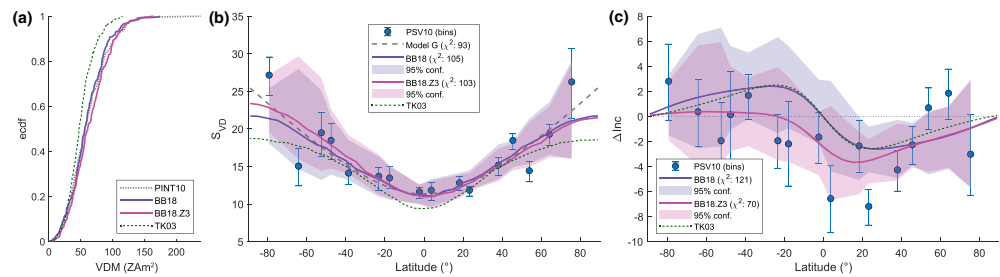 (a)
1
0.8
0.6
0.4
0.2
0
ecdf
0 50 100 150 200
VDM (ZAm²)
PINT10
BB18
BB18.Z3
TK03
(b)
35
30
25
20
15
10
5
S_VD
-80 -60 -40 -20 0 20 40 60 80
Latitude (°)
PSV10 (bins)
Model G (χ²: 93)
BB18 (χ²: 105)
95% conf.
BB18.Z3 (χ²: 103)
95% conf.
TK03
(c)
8
6
4
2
0
-2
-4
-6
-8
-10
ΔInc
-80 -60 -40 -20 0 20 40 60 80
Latitude (°)
PSV10 (bins)
BB18 (χ²: 121)
95% conf.
BB18.Z3 (χ²: 70)
95% conf.
TK03